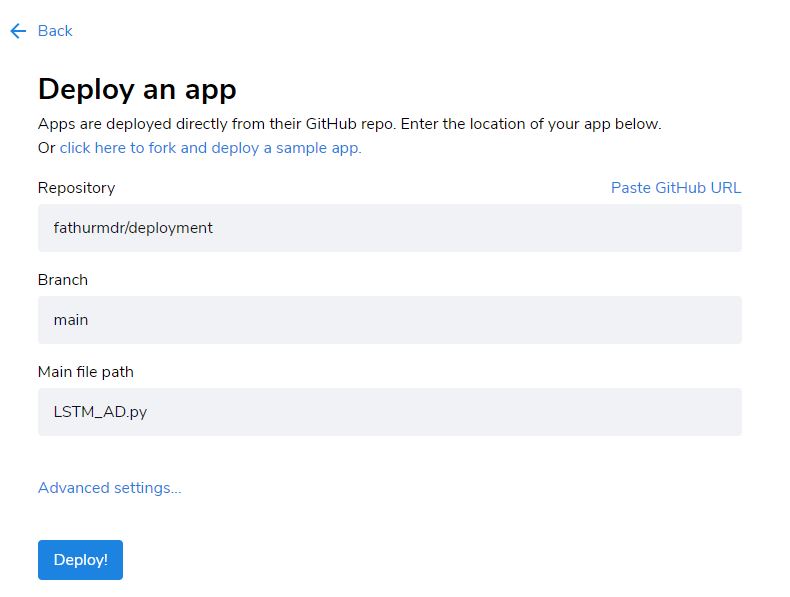 Back
Deploy an app
Apps are deployed directly from their GitHub repo. Enter the location of your app below.
Or click here to fork and deploy a sample app.
Repository
Paste GitHub URL
fathurmdr/deployment
Branch
main
Main file path
LSTM_AD.py
Advanced settings...
Deploy!